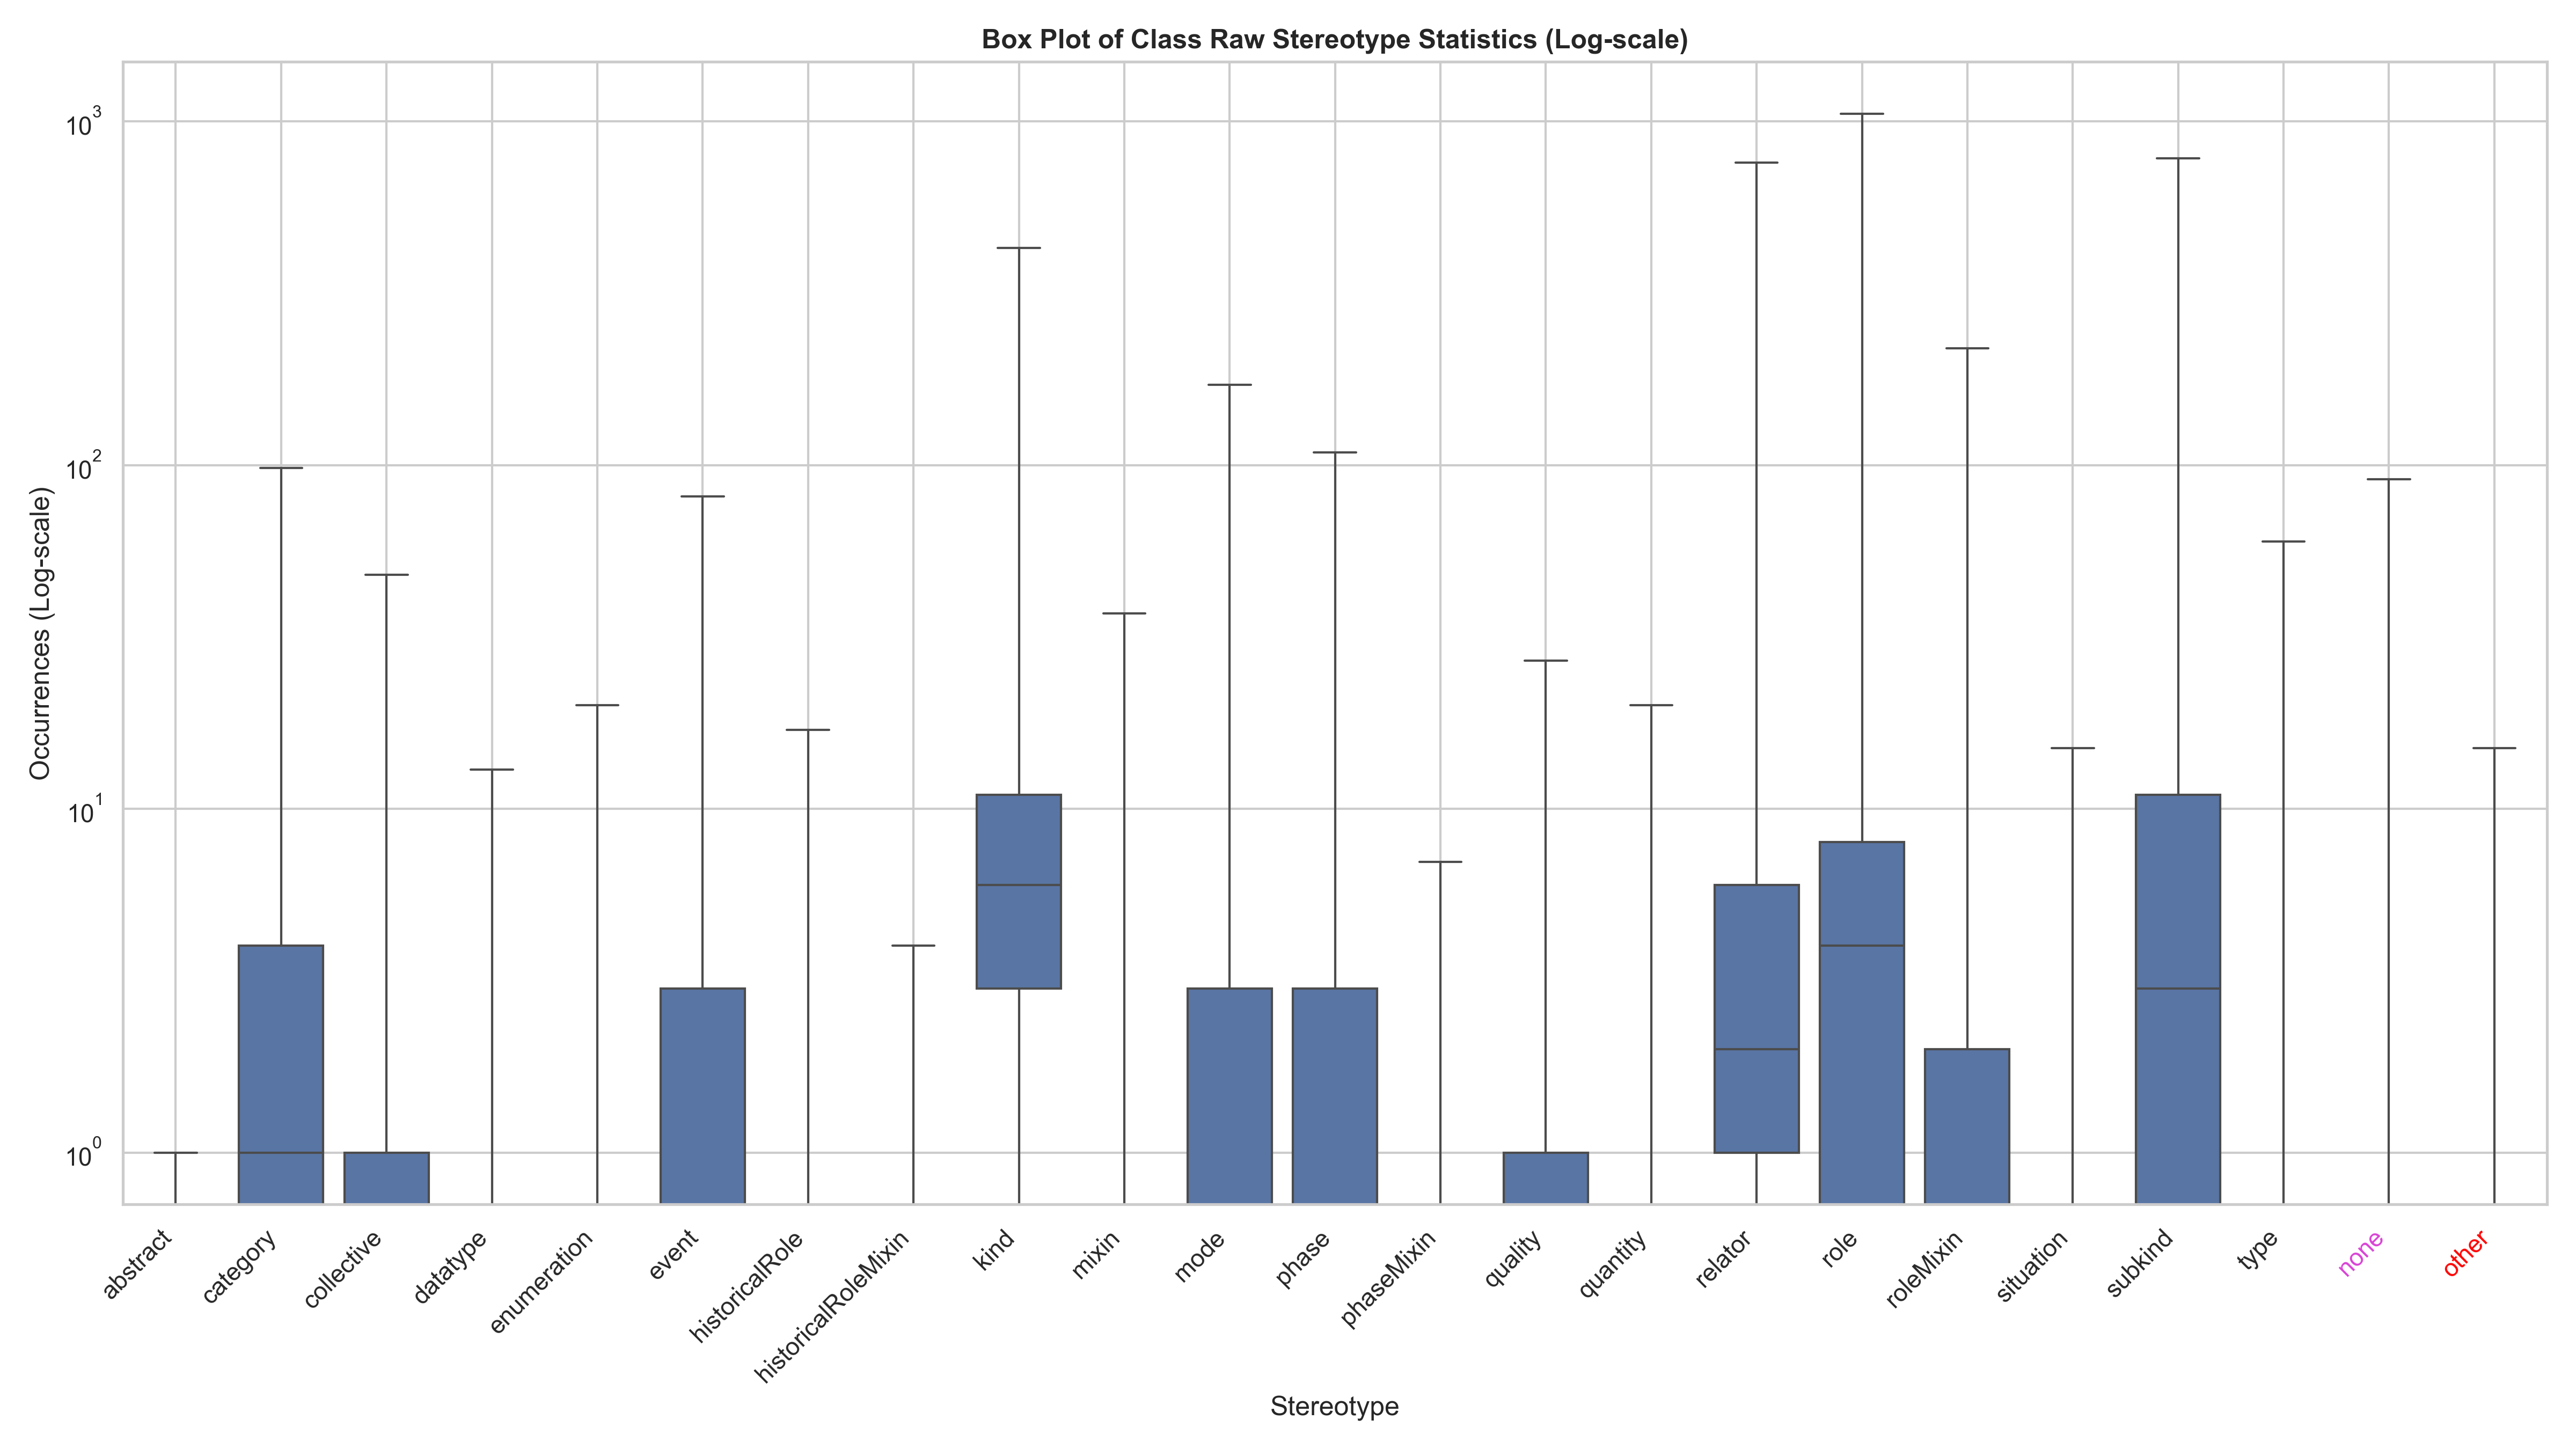 Box Plot of Class Raw Stereotype Statistics (Log-scale)
Occurrences (Log-scale)
10^3
10^2
10^1
10^0
abstract
category
collective
datatype
enumeration
event
historicalRole
historicalRoleMixin
kind
mixin
mode
phase
phaseMixin
quality
quantity
relator
role
roleMixin
situation
subkind
type
none
other
Stereotype